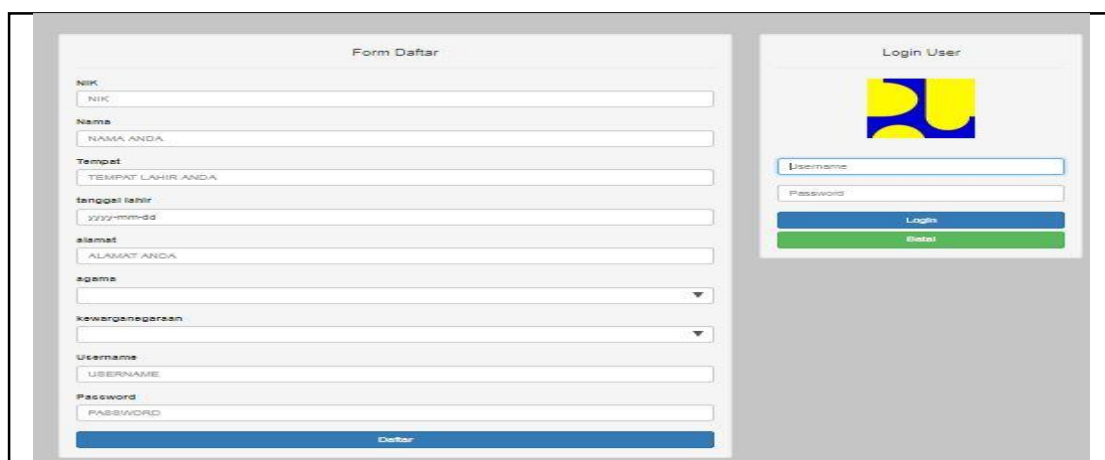 Form Daftar
NIK
NIK
Nama
NAMA ANDA
Tempat
TEMPAT LAHIR ANDA
tanggal lahir
yyyy-mm-dd
alamat
ALAMAT ANDA
agama
kewarganegaraan
Username
USERNAME
Password
PASSWORD
Daftar
Login User
Username
Password
Login
Batal